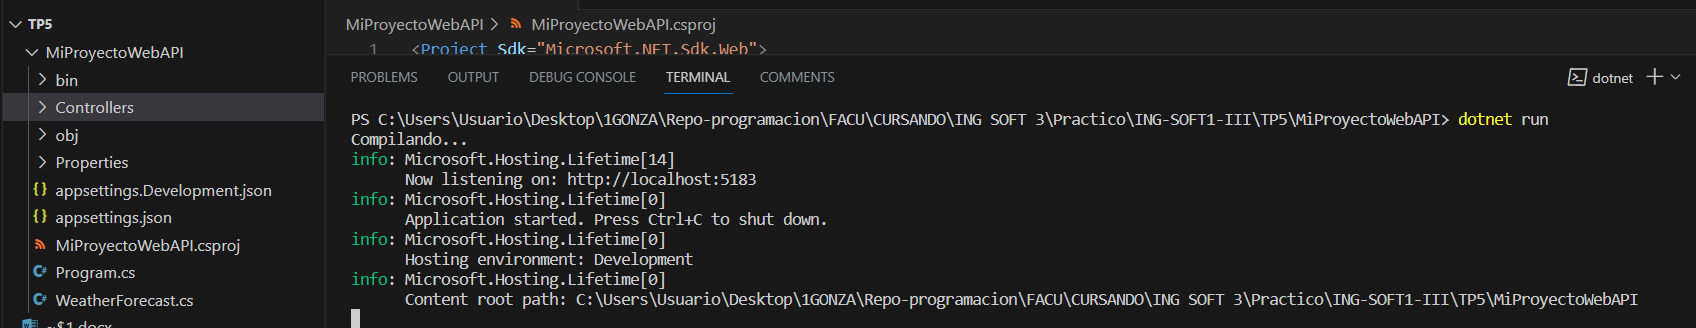 TP5
MiProyectoWebAPI
bin
Controllers
obj
Properties
{} appsettings.Development.json
{} appsettings.json
MiProyectoWebAPI.csproj
C# Program.cs
C# WeatherForecast.cs
~$1.docx
MiProyectoWebAPI > MiProyectoWebAPI.csproj
1 <Project Sdk="Microsoft.NET.Sdk.Web">
PROBLEMS OUTPUT DEBUG CONSOLE TERMINAL COMMENTS
dotnet
PS C:\Users\Usuario\Desktop\1GONZA\Repo-programacion\FACU\CURSANDO\ING SOFT 3\Practico\ING-SOFT1-III\TP5\MiProyectoWebAPI> dotnet run
Compilando...
info: Microsoft.Hosting.Lifetime[14]
Now listening on: http://localhost:5183
info: Microsoft.Hosting.Lifetime[0]
Application started. Press Ctrl+C to shut down.
info: Microsoft.Hosting.Lifetime[0]
Hosting environment: Development
info: Microsoft.Hosting.Lifetime[0]
Content root path: C:\Users\Usuario\Desktop\1GONZA\Repo-programacion\FACU\CURSANDO\ING SOFT 3\Practico\ING-SOFT1-III\TP5\MiProyectoWebAPI